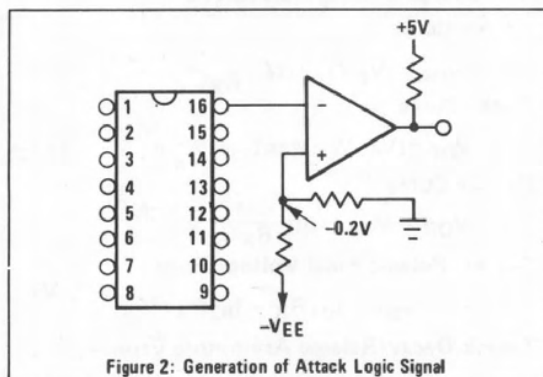 +5V
1 16
2 15
3 14
4 13
5 12
6 11
7 10
8 9
−
+
−0.2V
−VEE
Figure 2: Generation of Attack Logic Signal